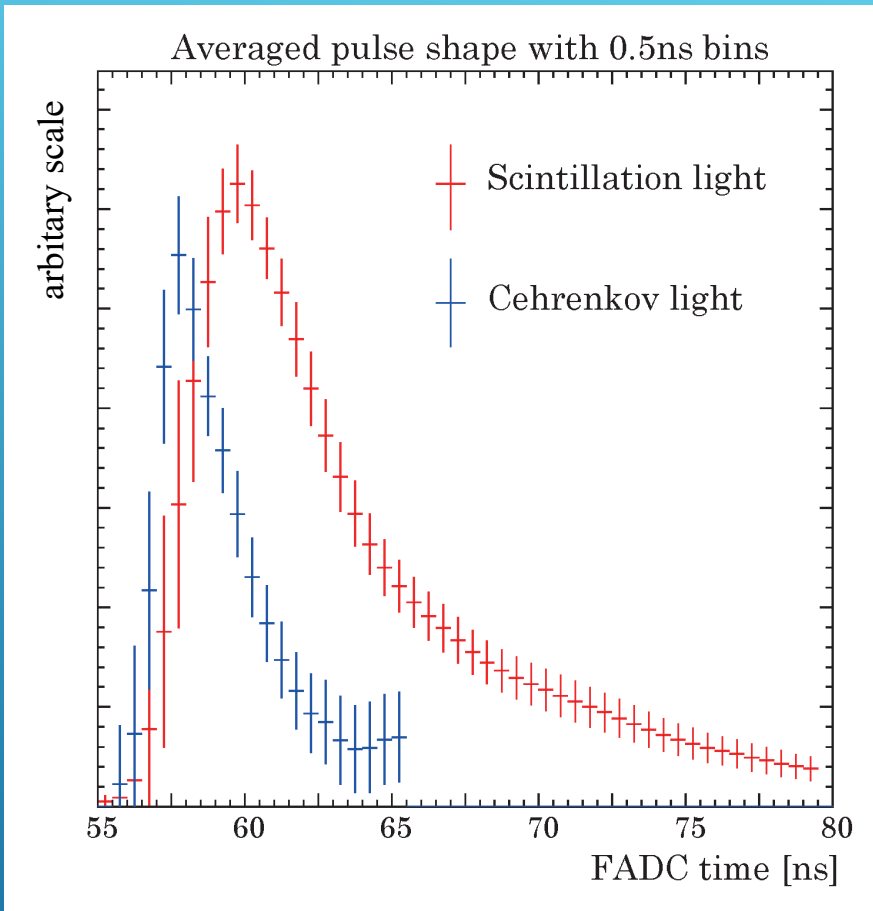 Averaged pulse shape with 0.5ns bins
arbitary scale
Scintillation light
Cehrenkov light
55 60 65 70 75 80
FADC time [ns]